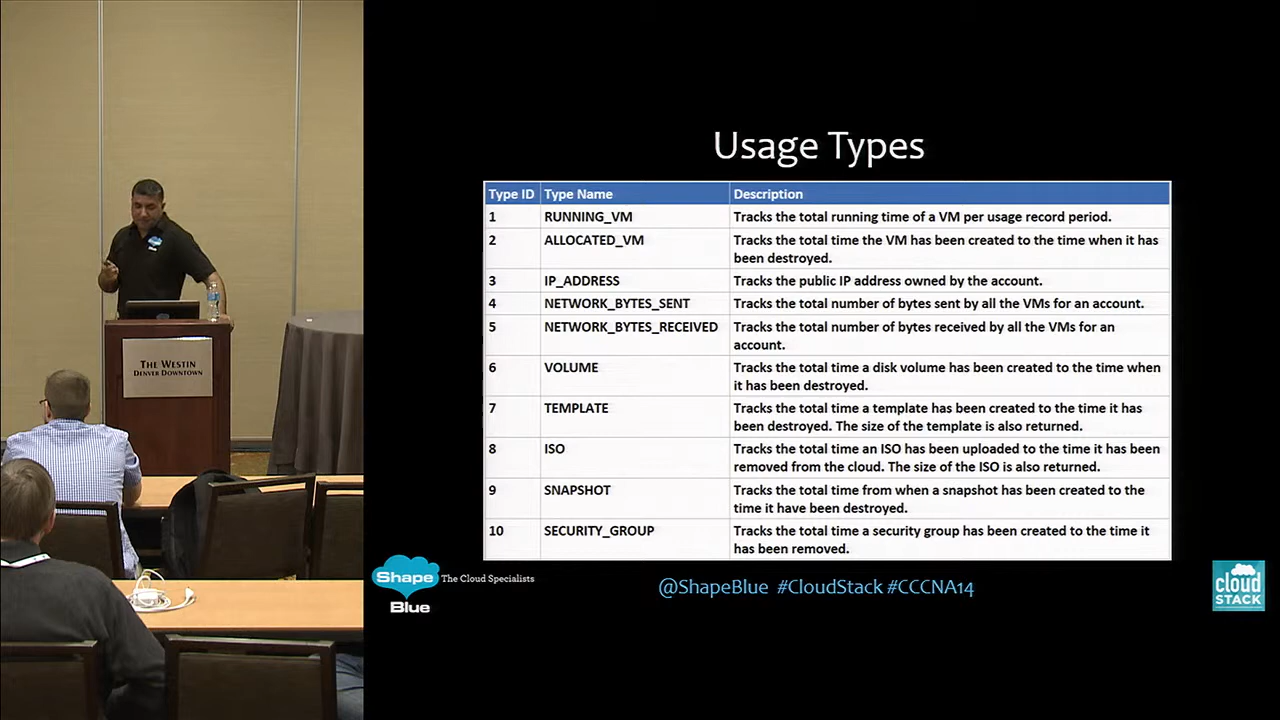 THE WESTIN
DENVER DOWNTOWN
Usage Types
Type ID Type Name Description
1 RUNNING_VM Tracks the total running time of a VM per usage record period.
2 ALLOCATED_VM Tracks the total time the VM has been created to the time when it has
been destroyed.
3 IP_ADDRESS Tracks the public IP address owned by the account.
4 NETWORK_BYTES_SENT Tracks the total number of bytes sent by all the VMs for an account.
5 NETWORK_BYTES_RECEIVED Tracks the total number of bytes received by all the VMs for an
account.
6 VOLUME Tracks the total time a disk volume has been created to the time when
it has been destroyed.
7 TEMPLATE Tracks the total time a template has been created to the time it has
been destroyed. The size of the template is also returned.
8 ISO Tracks the total time an ISO has been uploaded to the time it has been
removed from the cloud. The size of the ISO is also returned.
9 SNAPSHOT Tracks the total time from when a snapshot has been created to the
time it have been destroyed.
10 SECURITY_GROUP Tracks the total time a security group has been created to the time it
has been removed.
Shape The Cloud Specialists
Blue
@ShapeBlue #CloudStack #CCCNA14
cloud
STACK